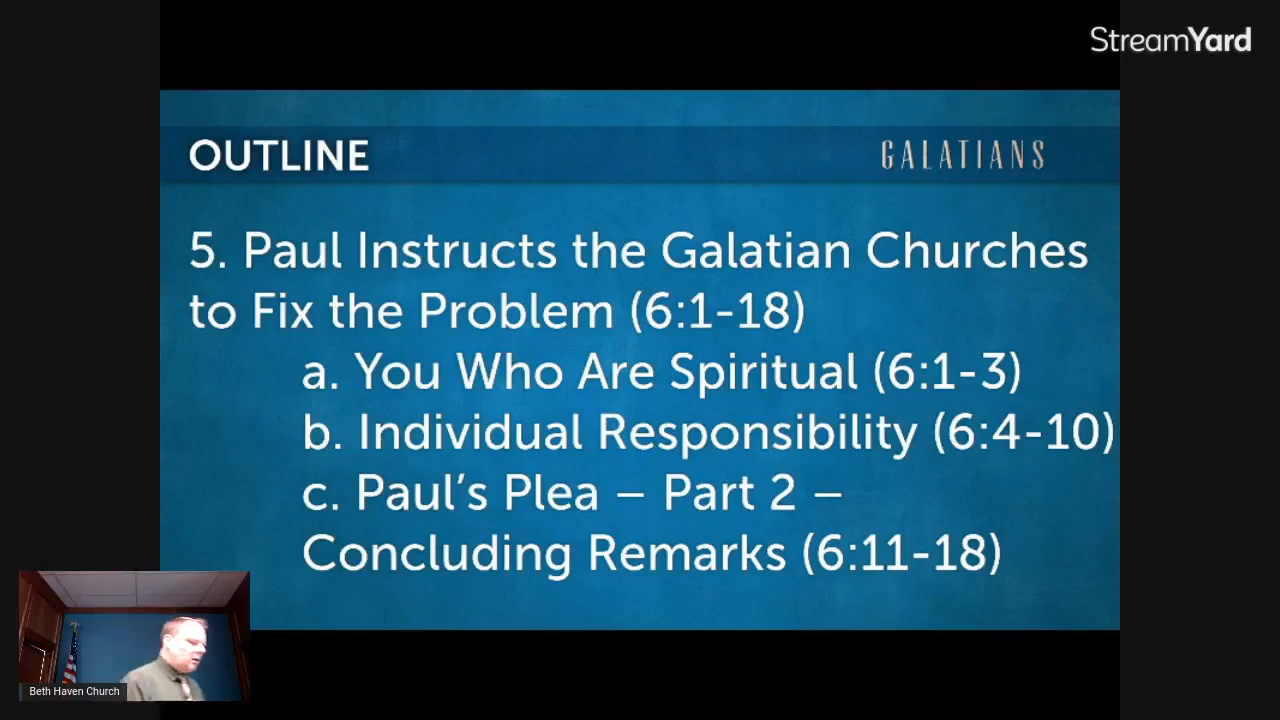 StreamYard
OUTLINE
GALATIANS
5. Paul Instructs the Galatian Churches
to Fix the Problem (6:1-18)
a. You Who Are Spiritual (6:1-3)
b. Individual Responsibility (6:4-10)
c. Paul’s Plea – Part 2 –
Concluding Remarks (6:11-18)
Beth Haven Church